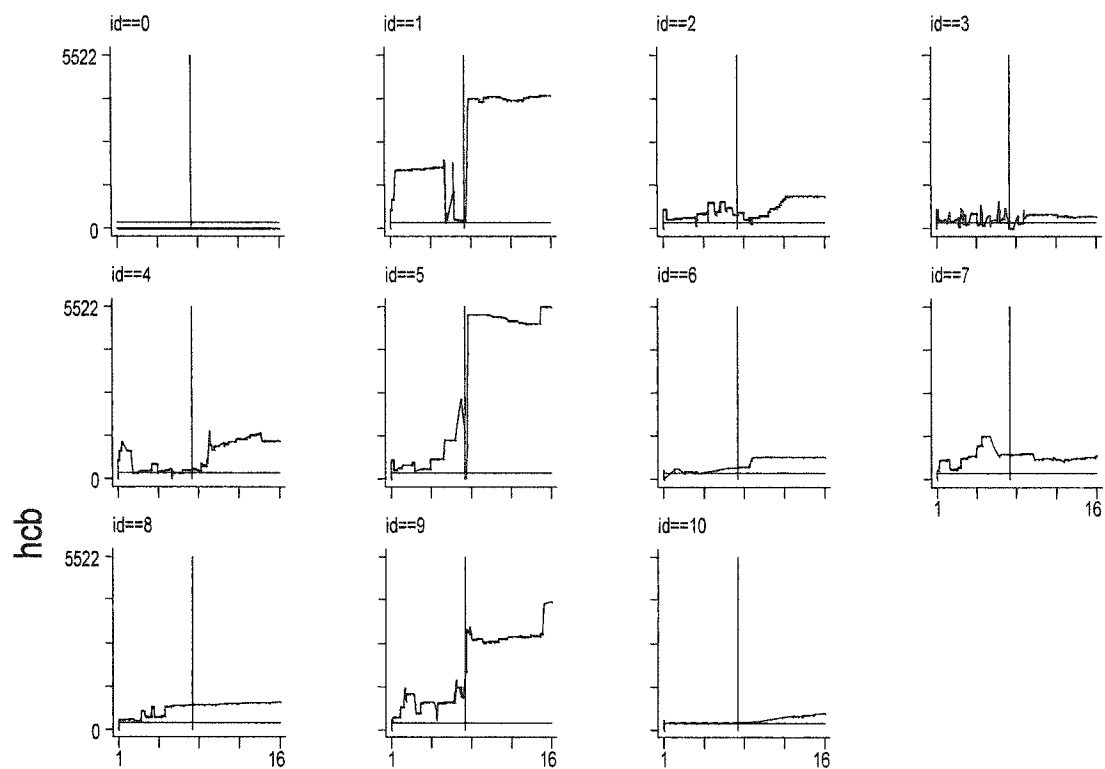 id==0
id==1
id==2
id==3
5522
0
id==4
id==5
id==6
id==7
5522
0
1
16
hcb
id==8
id==9
id==10
5522
0
1
16
1
16
1
16